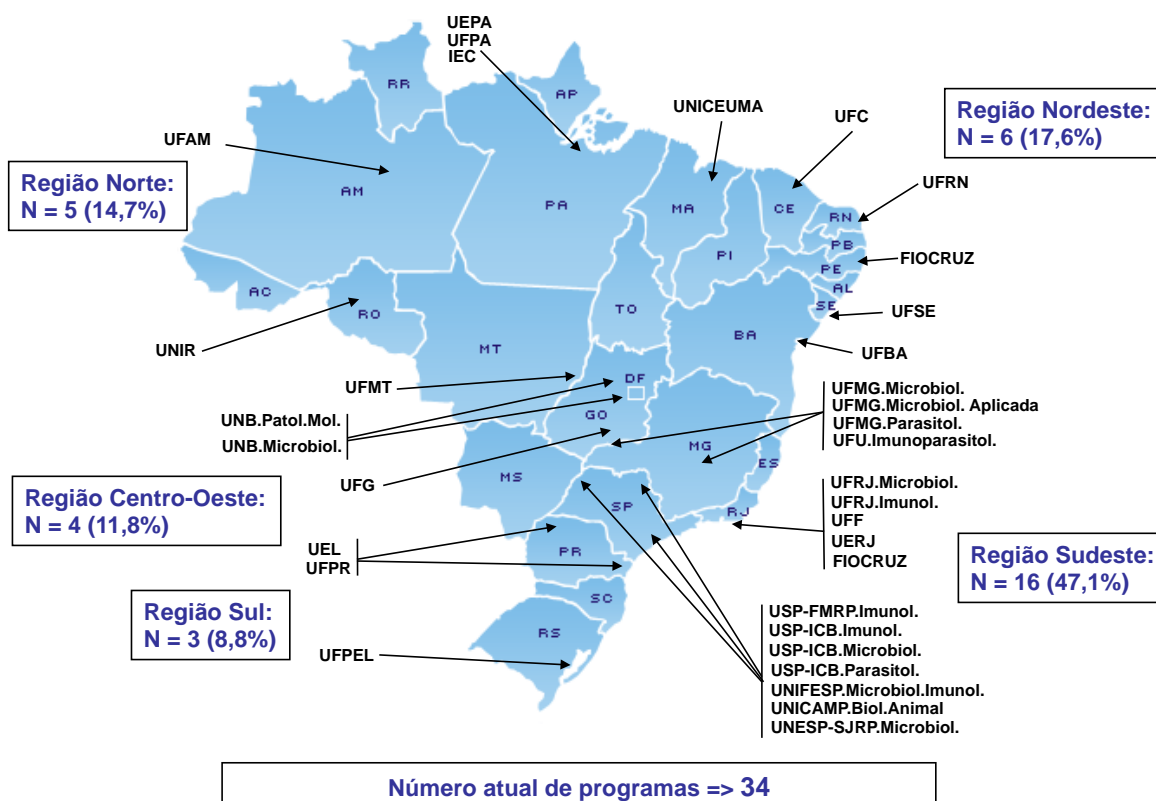 UEPA
UFPA
IEC
RR
AP
UNICEUMA
UFC
Região Nordeste:
N = 6 (17,6%)
UFAM
Região Norte:
N = 5 (14,7%)
AM
PA
MA
CE
RN
UFRN
PB
PI
PE
FIOCRUZ
AL
SE
UFSE
AC
RO
TO
BA
UNIR
MT
UFBA
UFMT
DF
UNB.Patol.Mol.
UNB.Microbiol.
GO
UFMG.Microbiol.
UFMG.Microbiol. Aplicada
UFMG.Parasitol.
UFU.Imunoparasitol.
MG
ES
UFG
MS
Região Centro-Oeste:
N = 4 (11,8%)
SP
RJ
UFRJ.Microbiol.
UFRJ.Imunol.
UFF
UERJ
FIOCRUZ
Região Sudeste:
N = 16 (47,1%)
UEL
UFPR
PR
SC
Região Sul:
N = 3 (8,8%)
RS
UFPEL
USP-FMRP.Imunol.
USP-ICB.Imunol.
USP-ICB.Microbiol.
USP-ICB.Parasitol.
UNIFESP.Microbiol.Imunol.
UNICAMP.Biol.Animal
UNESP-SJRP.Microbiol.
Número atual de programas => 34